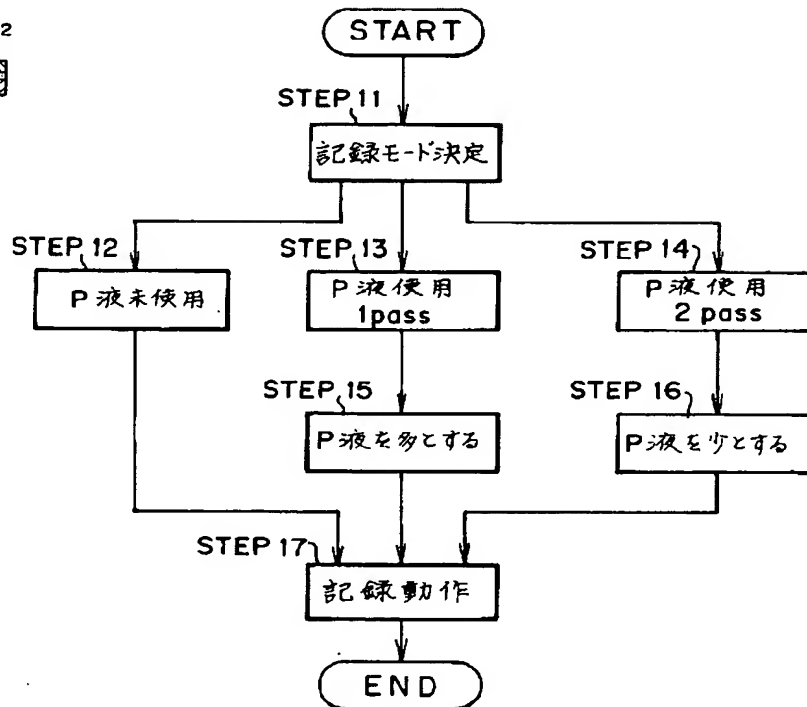 2
START
STEP 11
記録モード決定
STEP 12
P液未使用
STEP 13
P液使用
1pass
STEP 14
P液使用
2 pass
STEP 15
P液を多とする
STEP 16
P液を少とする
STEP 17
記録動作
END